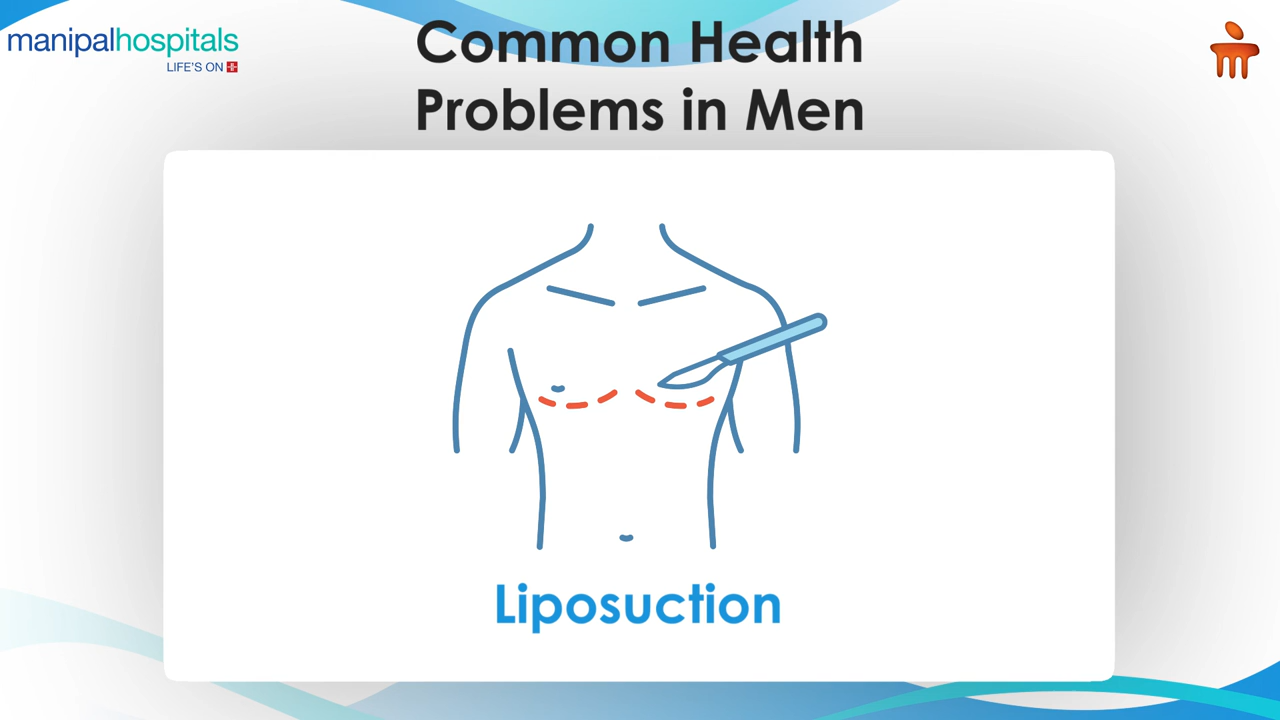 manipalhospitals
LIFE'S ON
Common Health
Problems in Men
Liposuction